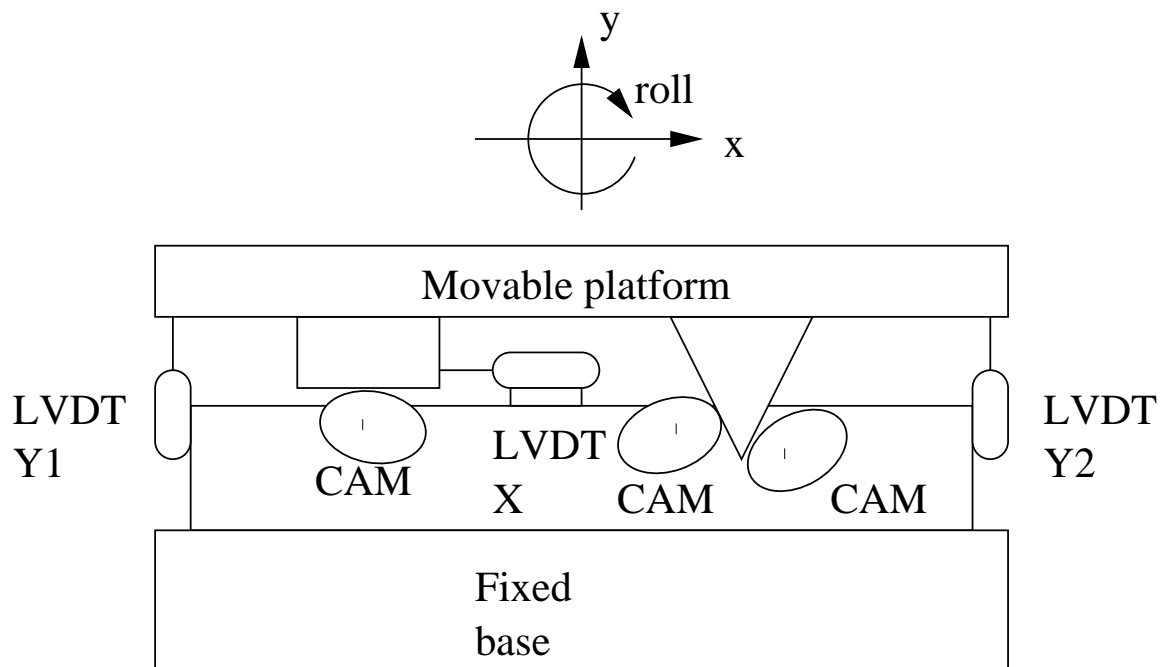 y
roll
x
Movable platform
LVDT
Y1
CAM
LVDT
X
CAM
CAM
LVDT
Y2
Fixed
base